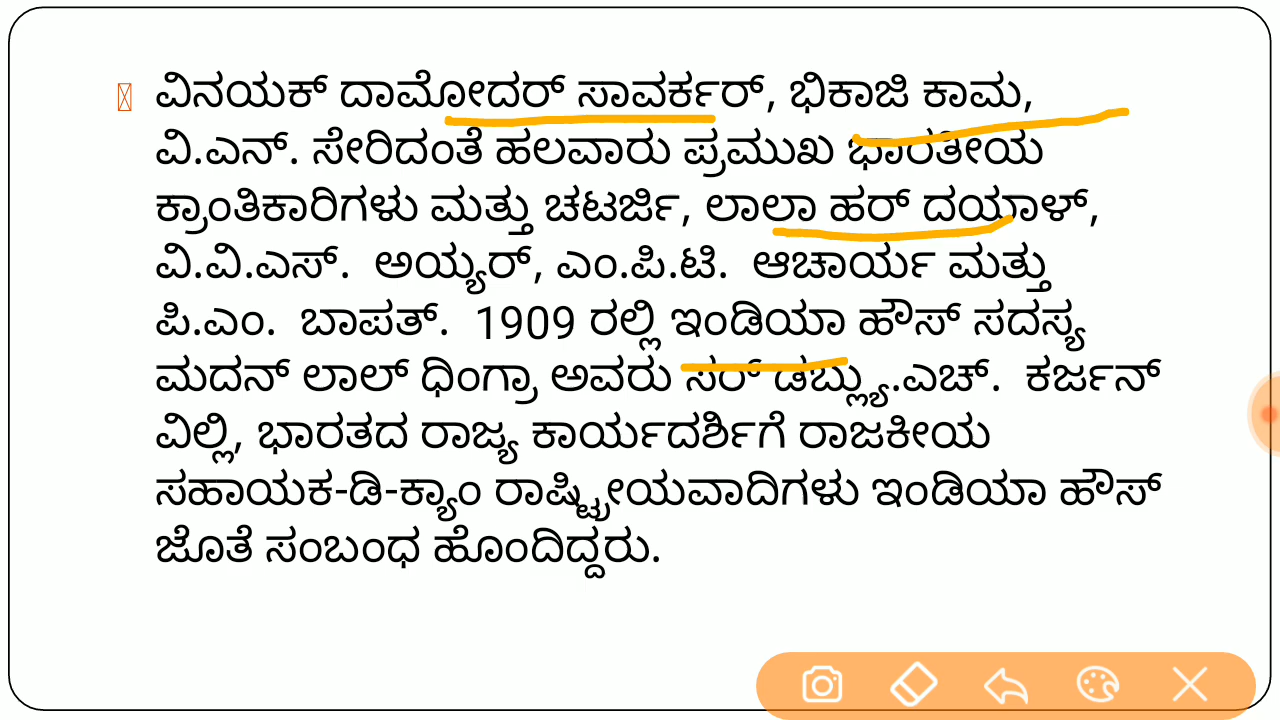 ವಿನಯಕ್ ದಾಮೋದರ್ ಸಾವರ್ಕರ್, ಭಿಕಾಜಿ ಕಾಮ,
ವಿ.ಎನ್. ಸೇರಿದಂತೆ ಹಲವಾರು ಪ್ರಮುಖ ಭಾರತೀಯ
ಕ್ರಾಂತಿಕಾರಿಗಳು ಮತ್ತು ಚಟರ್ಜಿ, ಲಾಲಾ ಹರ್ ದಯಾಳ್,
ವಿ.ವಿ.ಎಸ್. ಅಯ್ಯರ್, ಎಂ.ಪಿ.ಟಿ. ಆಚಾರ್ಯ ಮತ್ತು
ಪಿ.ಎಂ. ಬಾಪತ್. 1909 ರಲ್ಲಿ ಇಂಡಿಯಾ ಹೌಸ್ ಸದಸ್ಯ
ಮದನ್ ಲಾಲ್ ಧಿಂಗ್ರಾ ಅವರು ಸರ್ ಡಬ್ಲ್ಯು.ಎಚ್. ಕರ್ಜನ್
ವಿಲ್ಲಿ, ಭಾರತದ ರಾಜ್ಯ ಕಾರ್ಯದರ್ಶಿಗೆ ರಾಜಕೀಯ
ಸಹಾಯಕ-ಡಿ-ಕ್ಯಾಂ ರಾಷ್ಟ್ರೀಯವಾದಿಗಳು ಇಂಡಿಯಾ ಹೌಸ್
ಜೊತೆ ಸಂಬಂಧ ಹೊಂದಿದ್ದರು.